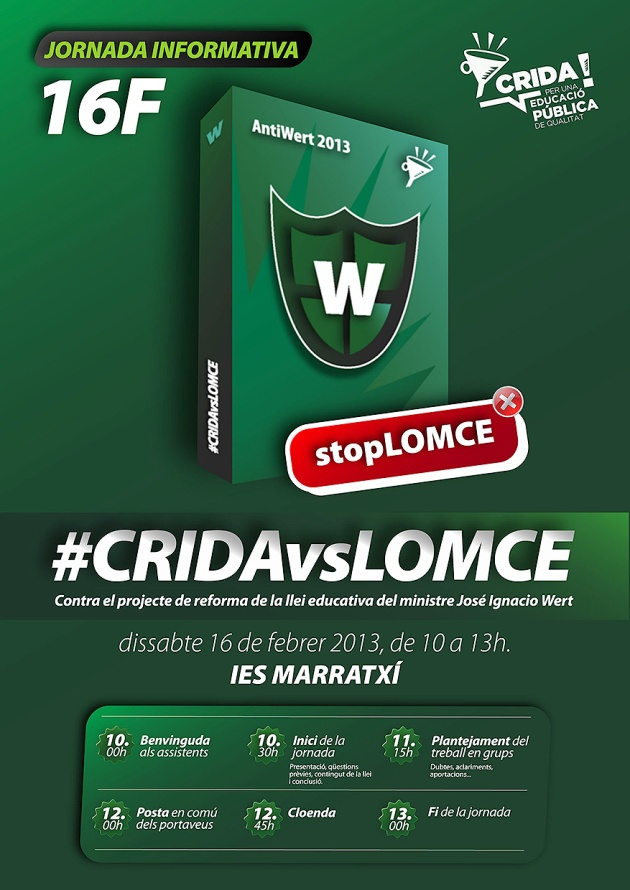 JORNADA INFORMATIVA
16F
CRIDA!
PER UNA
EDUCACIÓ
PÚBLICA
DE QUALITAT
W
AntiWert 2013
W
#CRIDAvsLOMCE
stopLOMCE
#CRIDAvsLOMCE
Contra el projecte de reforma de la llei educativa del ministre José Ignacio Wert
dissabte 16 de febrer 2013, de 10 a 13h.
IES MARRATXÍ
10.
00h
Benvinguda
als assistents
10.
30h
Inici de la
jornada
Presentació, qüestions
prèvies, contingut de la llei
i conclusió.
11.
15h
Plantejament del
treball en grups
Dubtes, aclariments,
aportacions...
12.
00h
Posta en comú
dels portaveus
12.
45h
Cloenda
13.
00h
Fi de la jornada